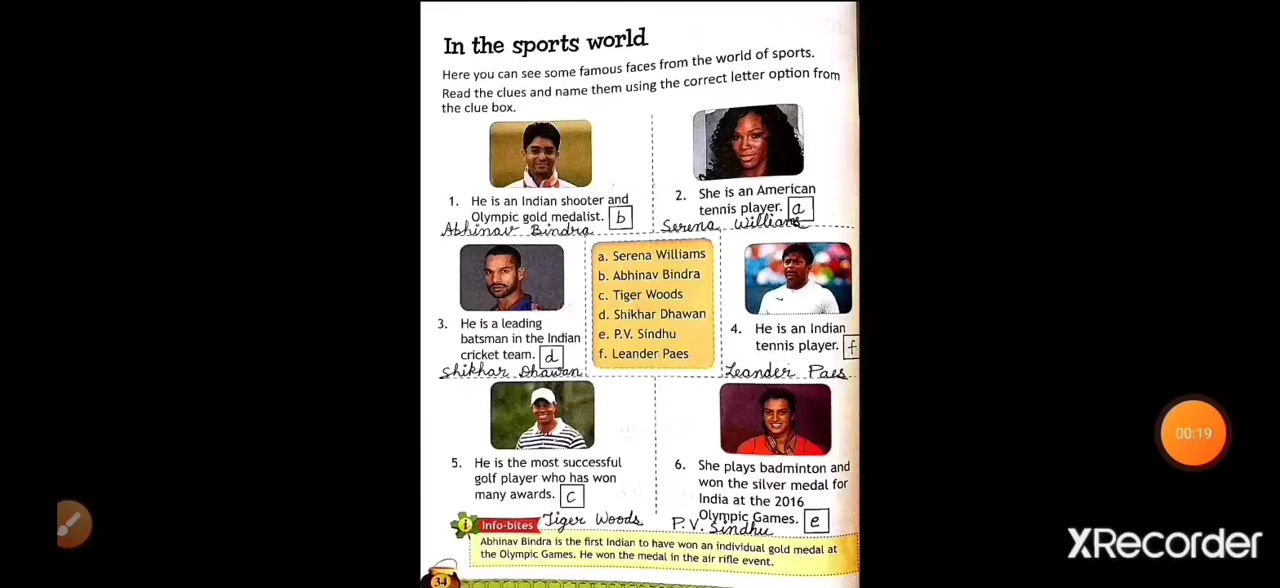 In the sports world
Here you can see some famous faces from the world of sports.
Read the clues and name them using the correct letter option from
the clue box.
1. He is an Indian shooter and
Olympic gold medalist. b
Abhinav Bindra
2. She is an American
tennis player. a
Serena Williams
3. He is a leading
batsman in the Indian
cricket team. d
Shikhar Dhawan
a. Serena Williams
b. Abhinav Bindra
c. Tiger Woods
d. Shikhar Dhawan
e. P.V. Sindhu
f. Leander Paes
4. He is an Indian
tennis player. f
Leander Paes
5. He is the most successful
golf player who has won
many awards. c
Tiger Woods
6. She plays badminton and
won the silver medal for
India at the 2016
Olympic Games. e
P.V. Sindhu
i Info-bites
Abhinav Bindra is the first Indian to have won an individual gold medal at
the Olympic Games. He won the medal in the air rifle event.
34
00:19
XRecorder